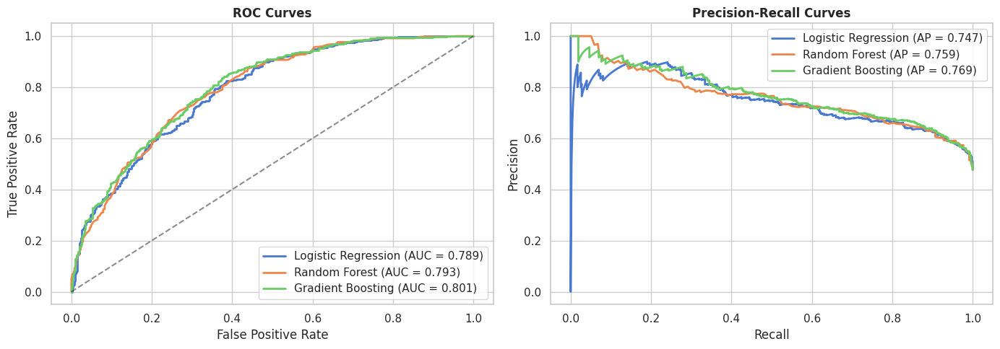 ROC Curves
1.0
0.8
0.6
0.4
0.2
0.0
True Positive Rate
0.0 0.2 0.4 0.6 0.8 1.0
False Positive Rate
Logistic Regression (AUC = 0.789)
Random Forest (AUC = 0.793)
Gradient Boosting (AUC = 0.801)
Precision-Recall Curves
Logistic Regression (AP = 0.747)
Random Forest (AP = 0.759)
Gradient Boosting (AP = 0.769)
1.0
0.8
0.6
0.4
0.2
0.0
Precision
0.0 0.2 0.4 0.6 0.8 1.0
Recall